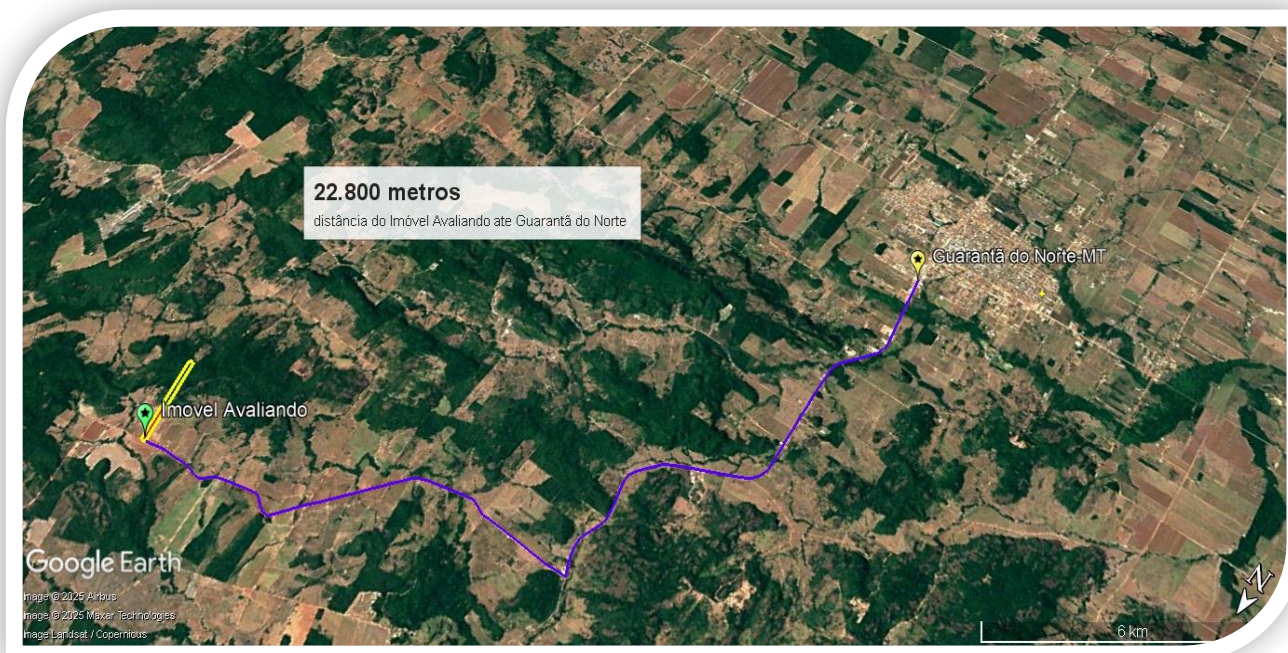 22.800 metros
distância do Imóvel Avaliando ate Guarantã do Norte
Guarantã do Norte-MT
Imovel Avaliando
Google Earth
Image © 2025 Airbus
Image © 2025 Maxar Technologies
Image Landsat / Copernicus
N
6 km